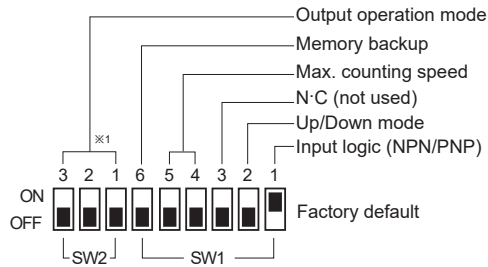 Output operation mode
Memory backup
Max. counting speed
N·C (not used)
Up/Down mode
Input logic (NPN/PNP)
※1
3 2 1 6 5 4 3 2 1
ON
OFF
Factory default
SW2 SW1